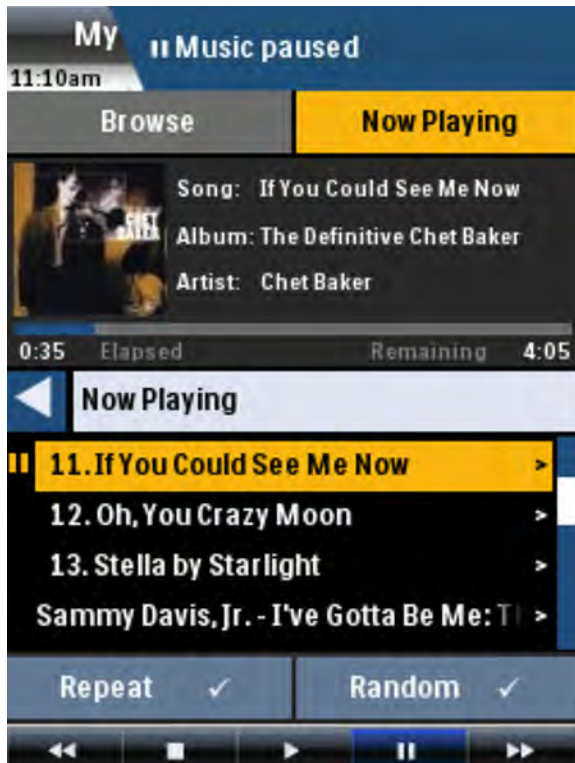 My
11:10am
Music paused
Browse
Now Playing
CHET
BAKER
Song: If You Could See Me Now
Album: The Definitive Chet Baker
Artist: Chet Baker
0:35 Elapsed Remaining 4:05
Now Playing
11. If You Could See Me Now >
12. Oh, You Crazy Moon >
13. Stella by Starlight >
Sammy Davis, Jr. - I've Gotta Be Me: T >
Repeat ✓
Random ✓